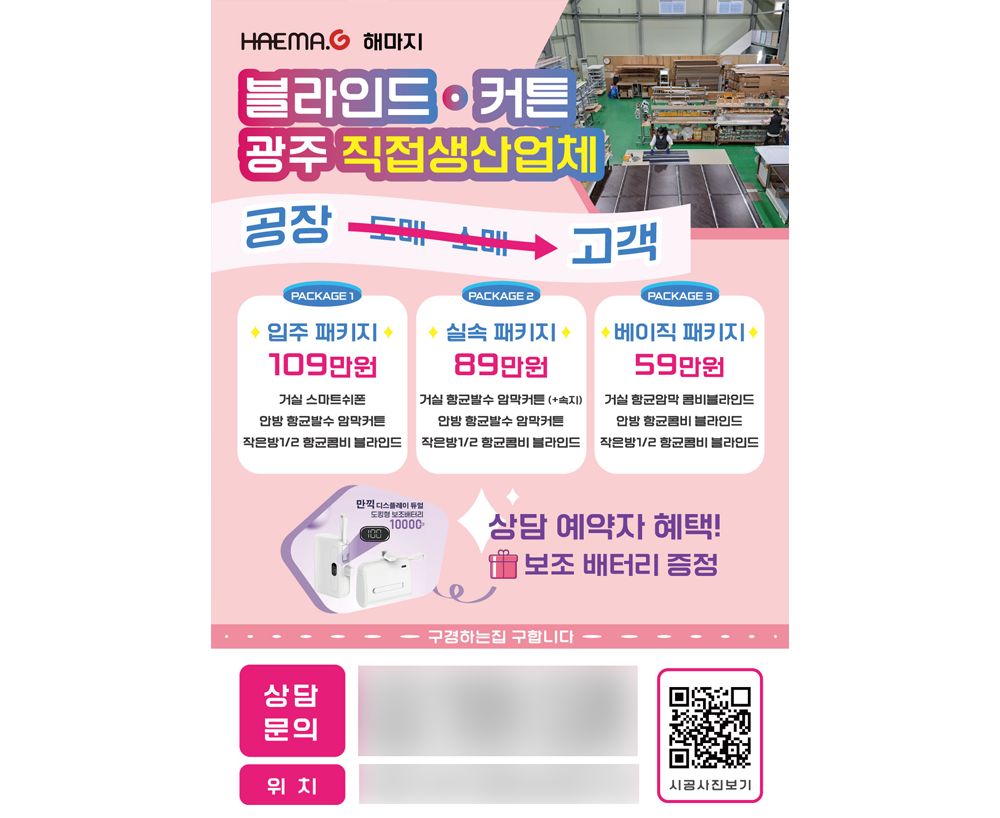 HAEMA.G 해마지
블라인드·커튼
광주 직접생산업체
공장 도매 소매 고객
PACKAGE 1
입주 패키지
109만원
거실 스마트쉬폰
안방 항균발수 암막커튼
작은방1/2 항균콤비 블라인드
PACKAGE 2
실속 패키지
89만원
거실 항균발수 암막커튼 (+속지)
안방 항균발수 암막커튼
작은방1/2 항균콤비 블라인드
PACKAGE 3
베이직 패키지
59만원
거실 항균암막 콤비블라인드
안방 항균콤비 블라인드
작은방1/2 항균콤비 블라인드
만끽 디스플레이 듀얼
도킹형 보조배터리
10000
100
상담 예약자 혜택!
보조 배터리 증정
구경하는집 구합니다
상담
문의
위 치
시공사진보기